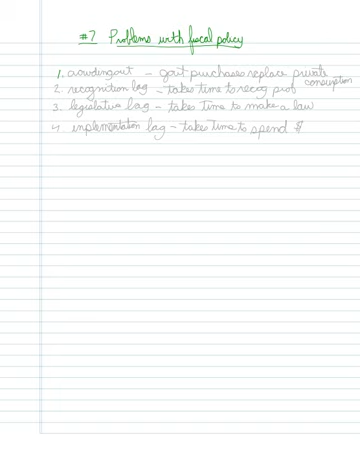 #7 Problems with fiscal policy
1. crowding out – govt purchases replace private consumption
2. recognition lag – takes time to recog prob
3. legislative lag – takes time to make a law
4. implementation lag – takes time to spend $